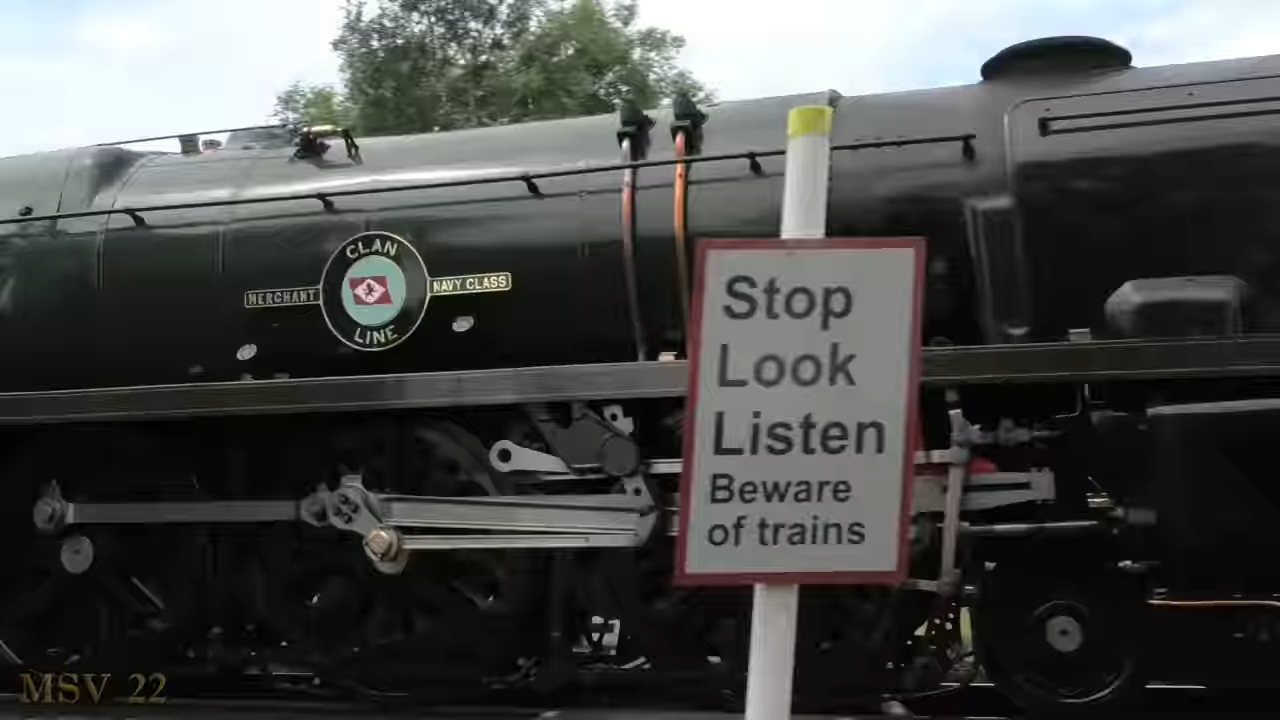 CLAN
MERCHANT NAVY CLASS
LINE
Stop
Look
Listen
Beware
of trains
MSV 22